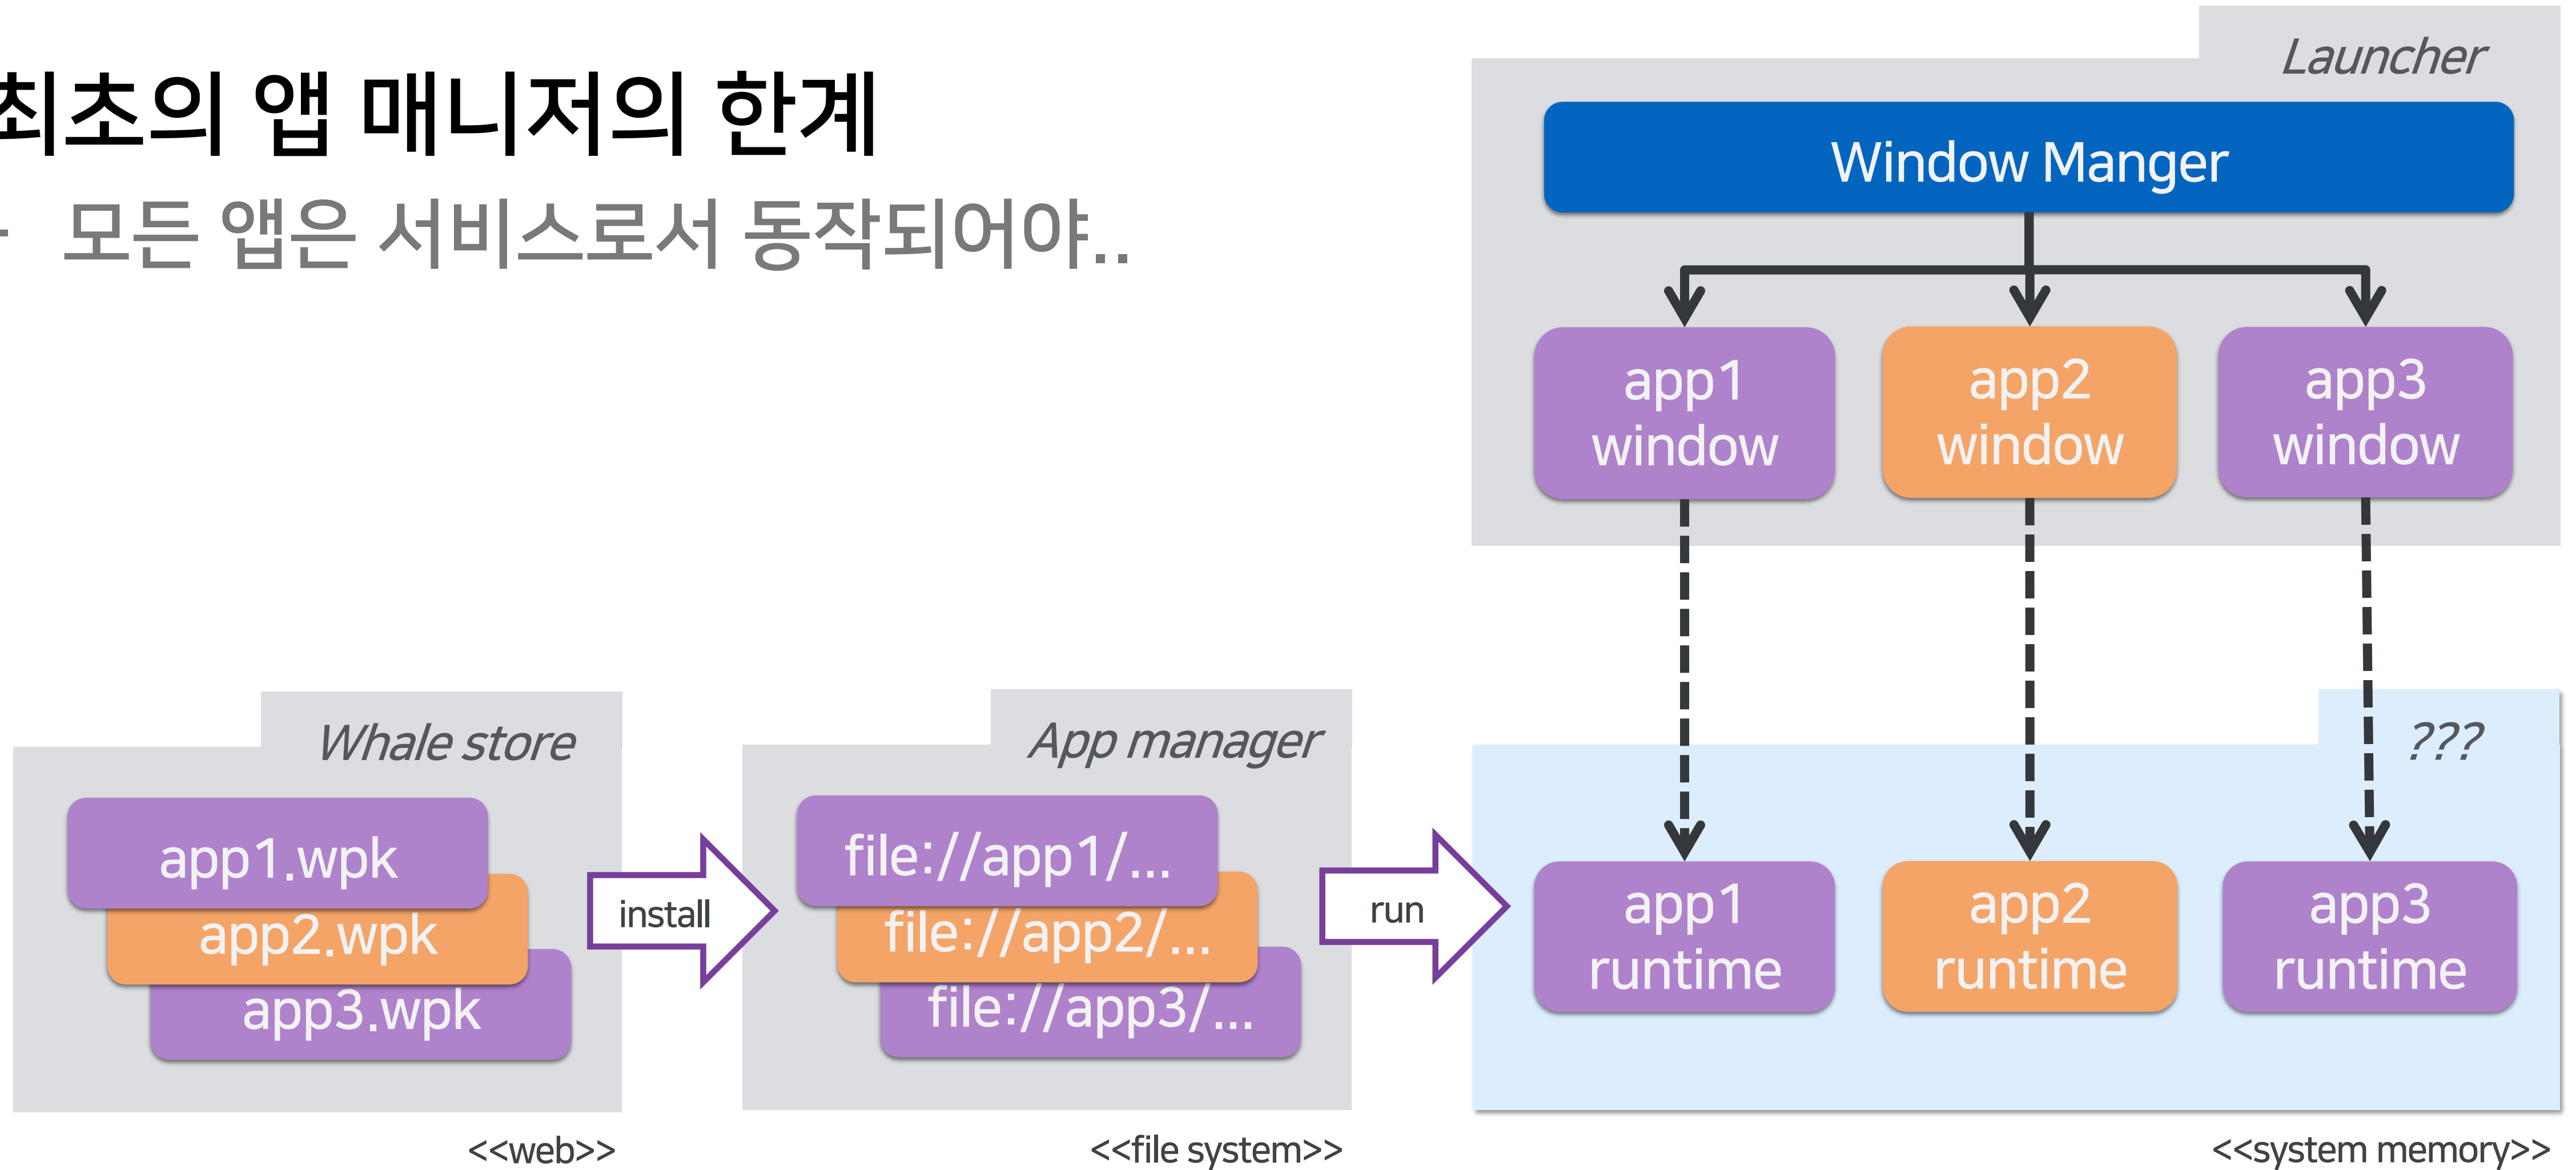 최초의 앱 매니저의 한계
- 모든 앱은 서비스로서 동작되어야..
Launcher
Window Manger
app1
window
app2
window
app3
window
Whale store
app1.wpk
app2.wpk
app3.wpk
<<web>>
install
App manager
file://app1/...
file://app2/...
file://app3/...
<<file system>>
run
???
app1
runtime
app2
runtime
app3
runtime
<<system memory>>